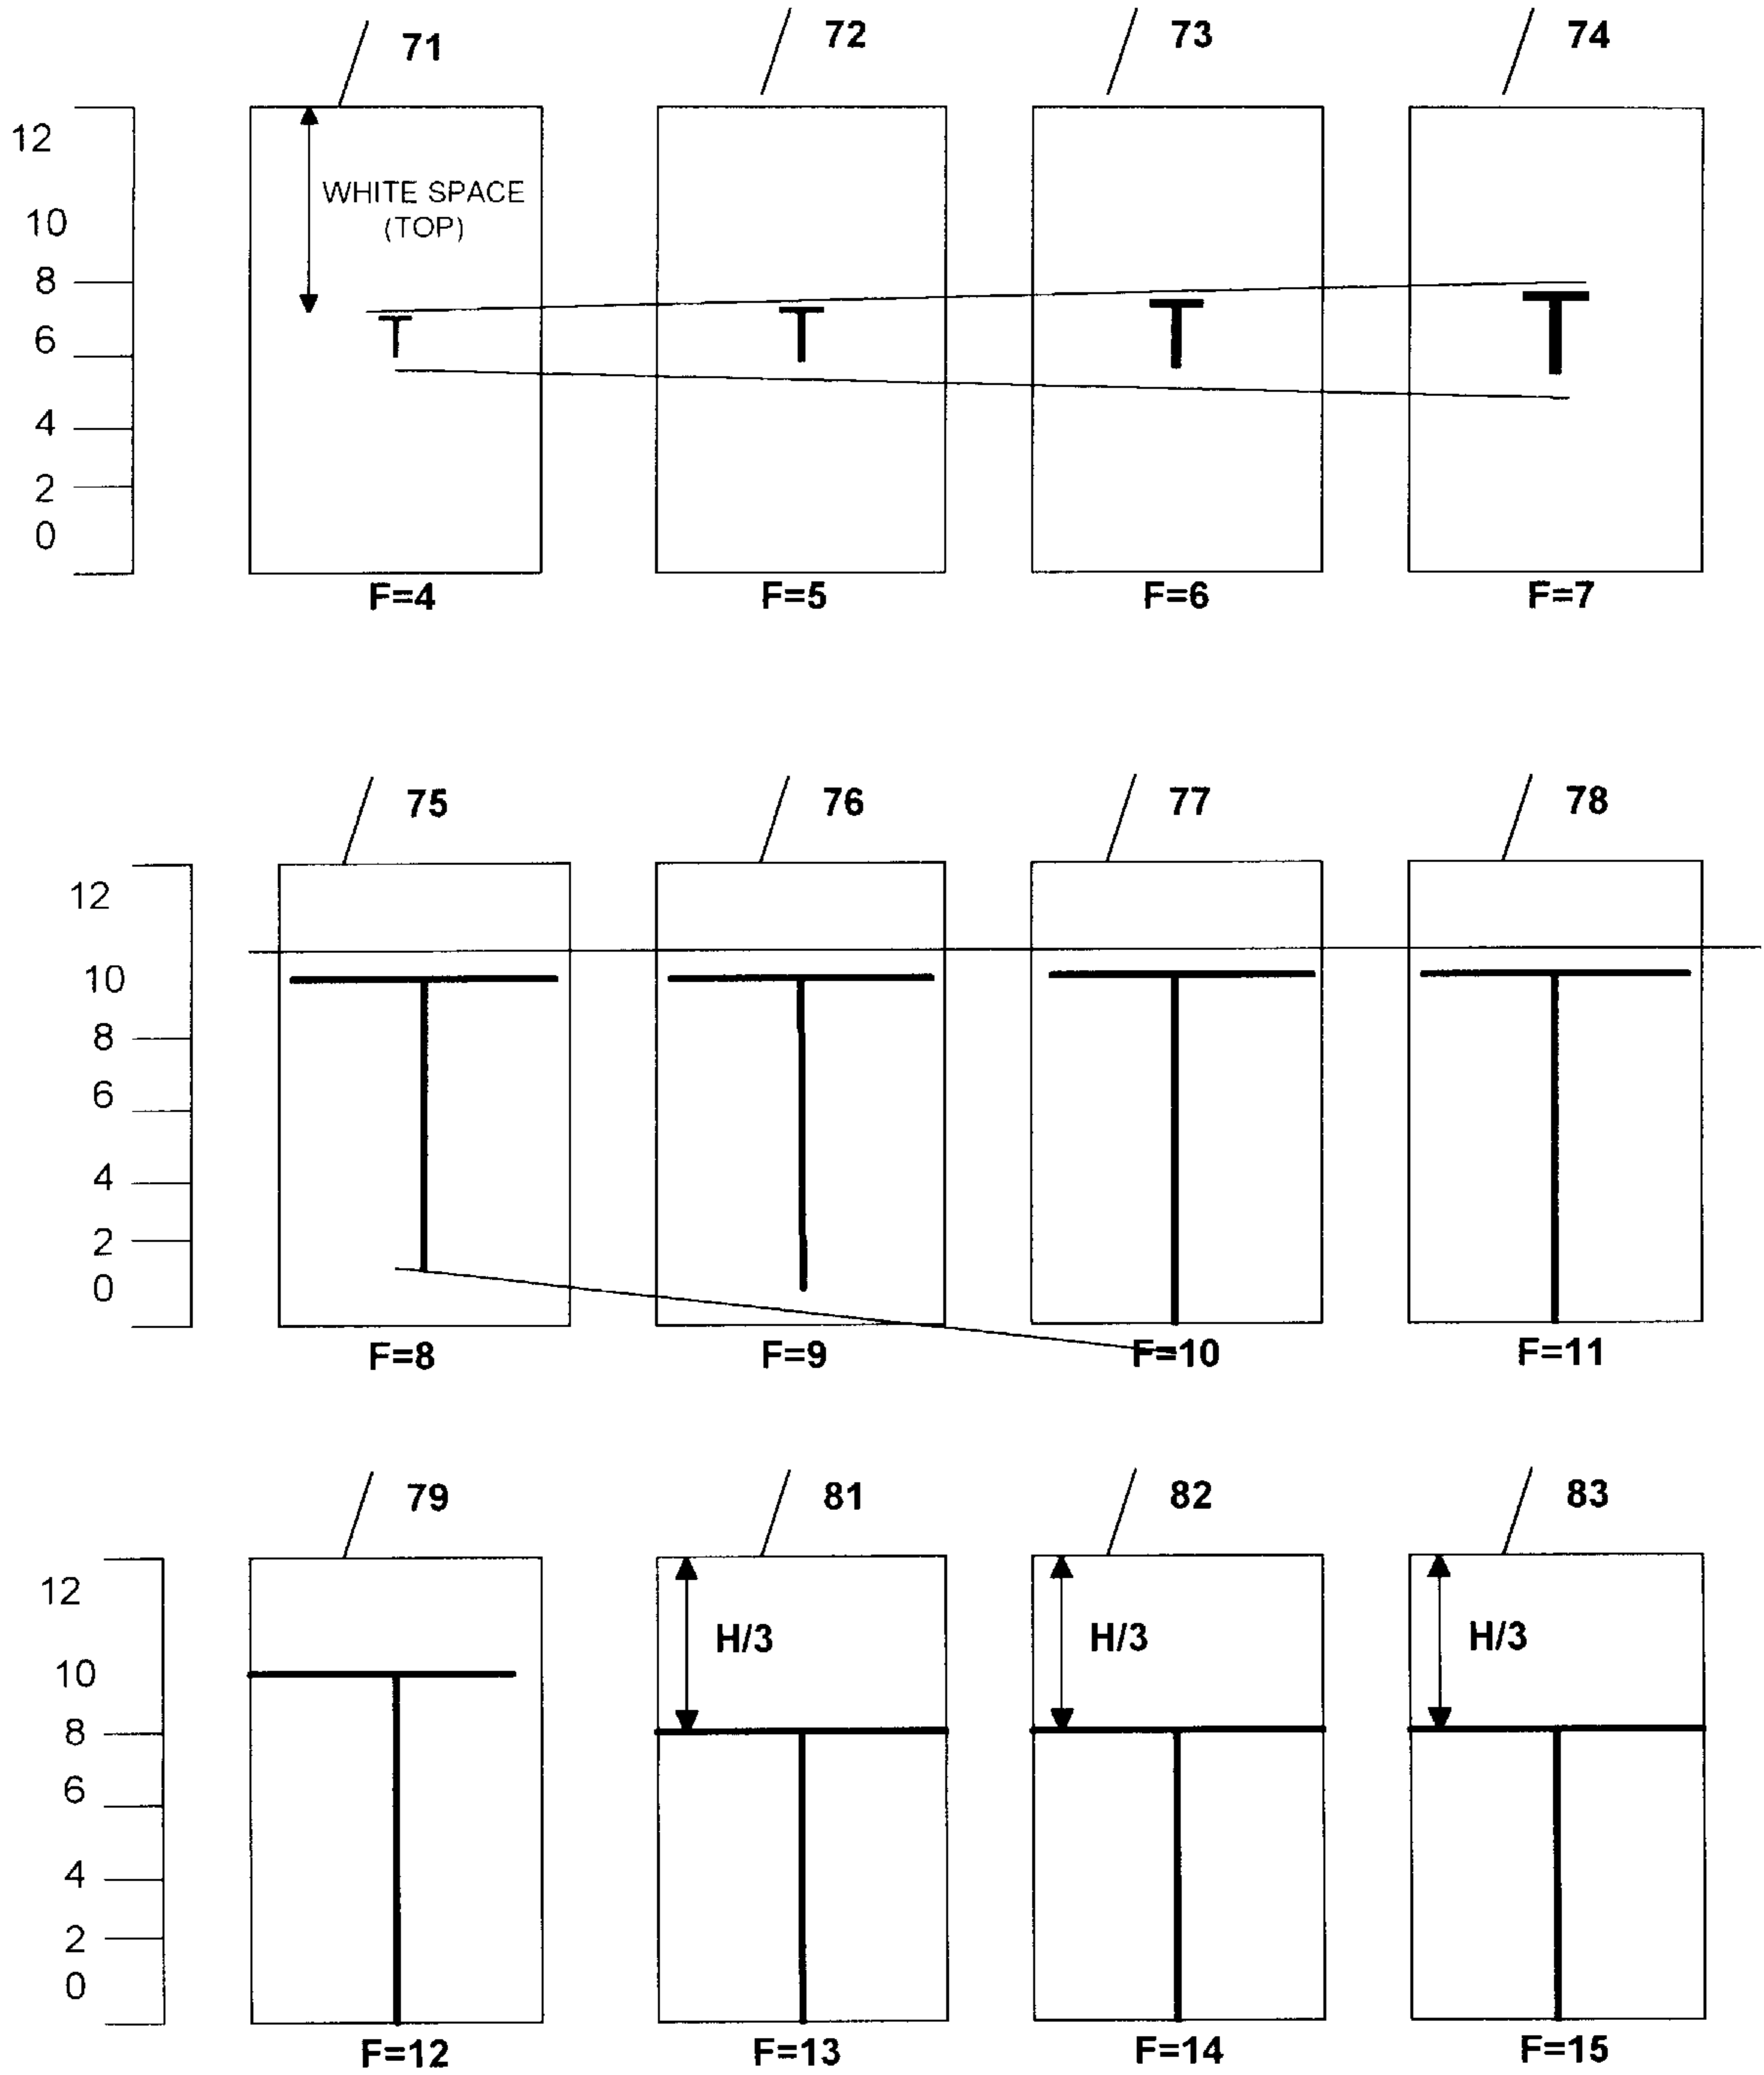 71 72 73 74
12
WHITE SPACE
(TOP)
10
8
6
4
2
0
F=4 F=5 F=6 F=7
75 76 77 78
12
10
8
6
4
2
0
F=8 F=9 F=10 F=11
79 81 82 83
12
H/3 H/3 H/3
10
8
6
4
2
0
F=12 F=13 F=14 F=15